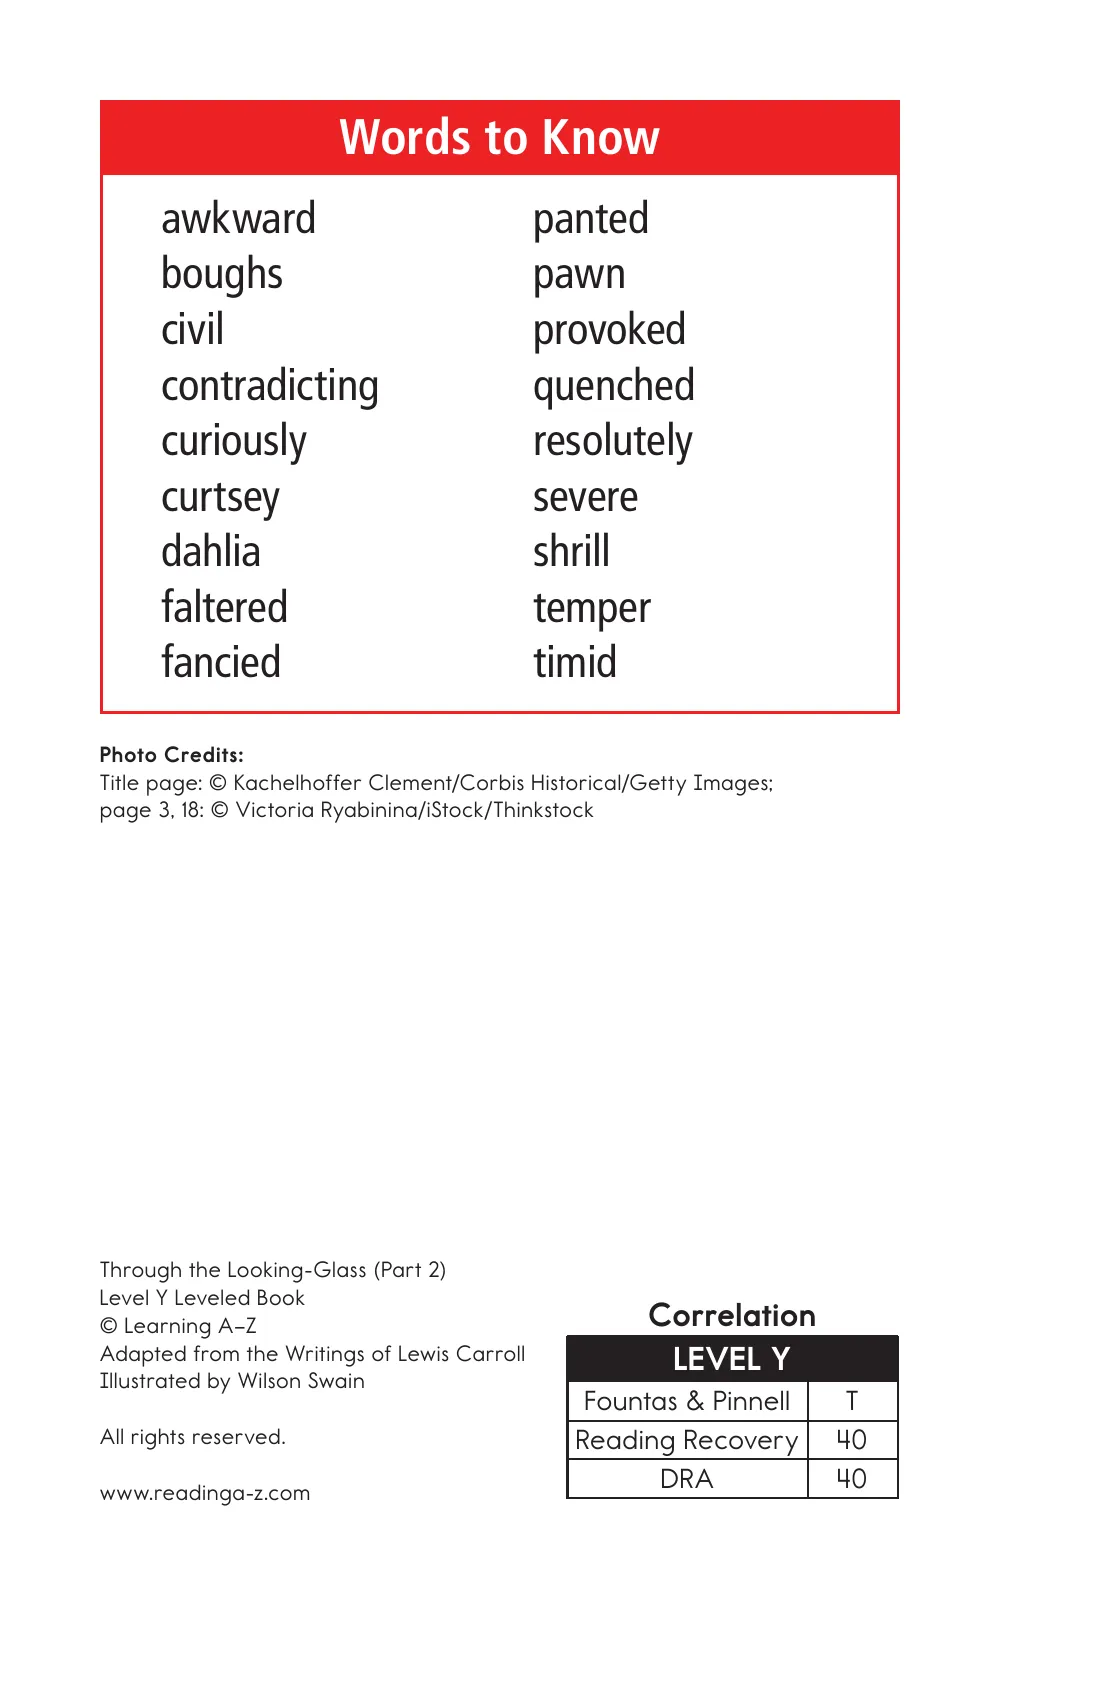 Words to Know
awkward
boughs
civil
contradicting
curiously
curtsey
dahlia
faltered
fancied
panted
pawn
provoked
quenched
resolutely
severe
shrill
temper
timid
Photo Credits:
Title page: © Kachelhoffer Clement/Corbis Historical/Getty Images;
page 3, 18: © Victoria Ryabinina/iStock/Thinkstock
Through the Looking-Glass (Part 2)
Level Y Leveled Book
© Learning A–Z
Adapted from the Writings of Lewis Carroll
Illustrated by Wilson Swain
All rights reserved.
www.readinga-z.com
Correlation
LEVEL Y
Fountas & Pinnell T
Reading Recovery 40
DRA 40